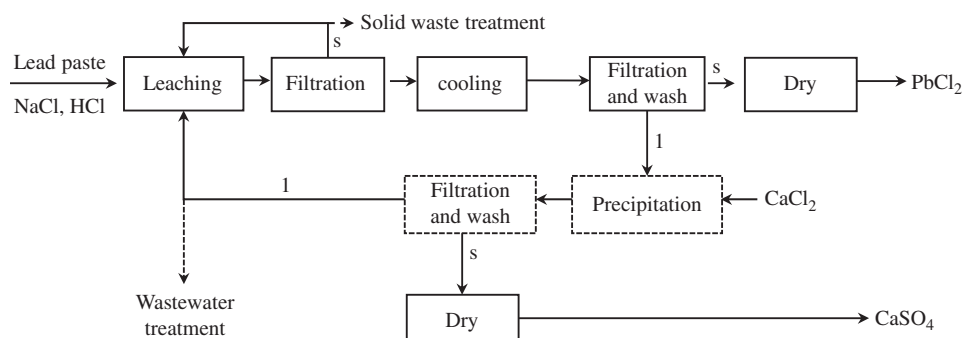 Solid waste treatment
s
Lead paste
NaCl, HCl
Leaching
Filtration
cooling
Filtration
and wash
s
Dry
PbCl₂
1
Filtration
and wash
Precipitation
CaCl₂
1
s
Wastewater
treatment
Dry
CaSO₄